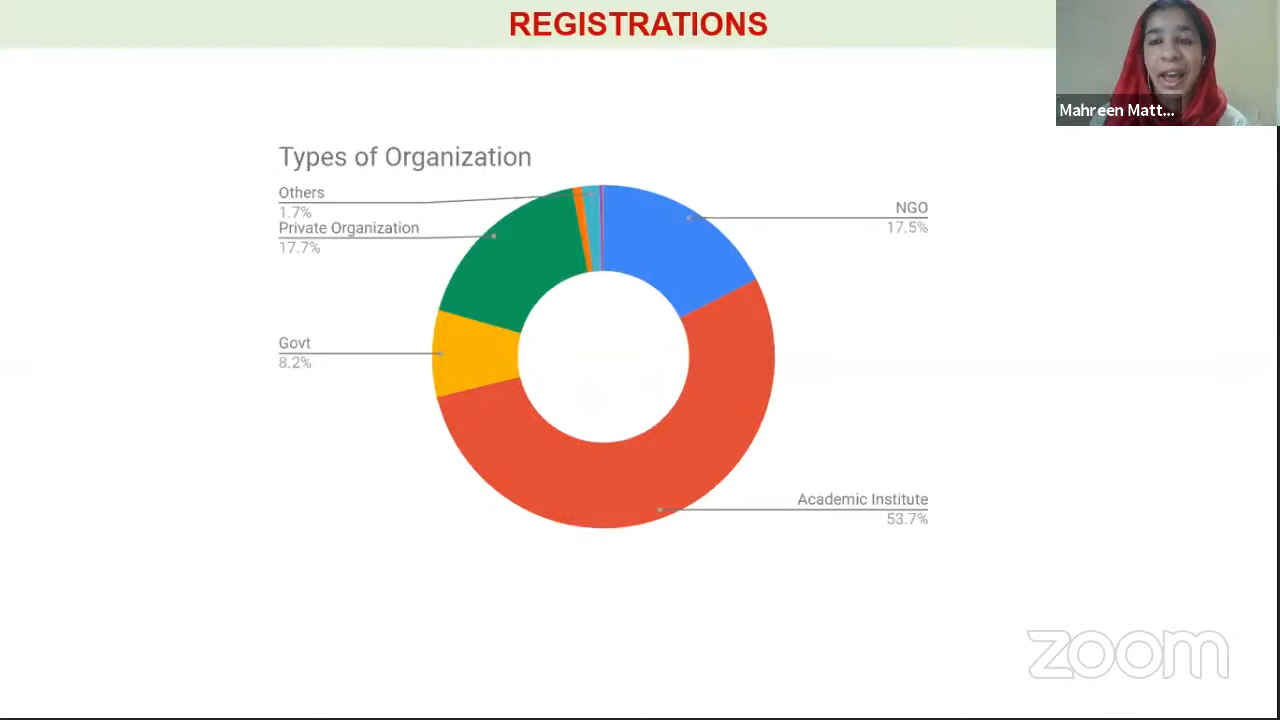 REGISTRATIONS
Mahreen Matt...
Types of Organization
Others
1.7%
Private Organization
17.7%
Govt
8.2%
NGO
17.5%
Academic Institute
53.7%
zoom